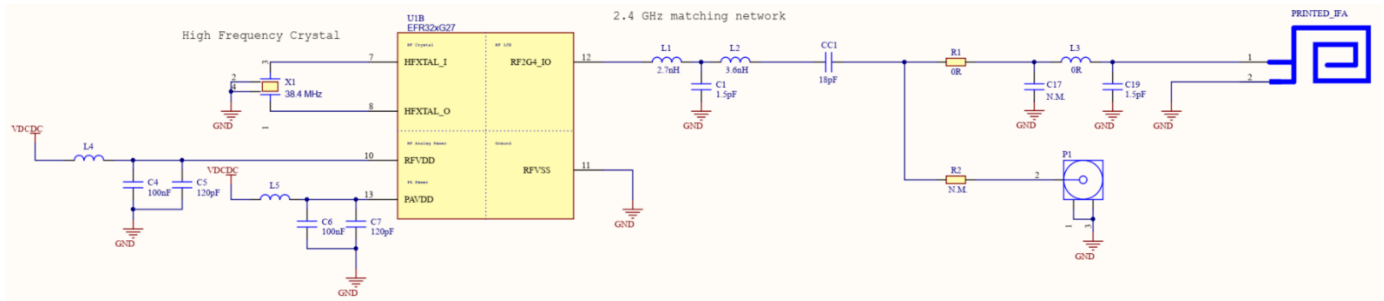 2.4 GHz matching network
PRINTED_IFA
U1B
EFR32xG27
High Frequency Crystal
RF Crystal
RF I/O
HFXTAL_I
7
RF2G4_IO
12
L1
2.7nH
L2
3.6nH
CC1
18pF
R1
0R
L3
0R
1
2
3
2
4
X1
38.4 MHz
1
GND
HFXTAL_O
8
C1
1.5pF
GND
C17
N.M.
GND
C19
1.5pF
GND
VDCDC
L4
RF Analog Power
Ground
RFVDD
10
RFVSS
11
VDCDC
L5
C4
100nF
C5
120pF
GND
PA Power
PAVDD
13
C6
100nF
C7
120pF
GND
GND
R2
N.M.
P1
2
1
3
GND